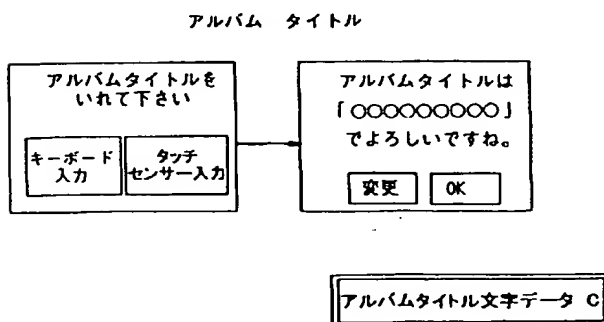 アルバム タイトル
アルバムタイトルを
いれて下さい
キーボード
入力
タッチ
センサー入力
アルバムタイトルは
「○○○○○○○○○」
でよろしいですね。
変更
OK
アルバムタイトル文字データ C